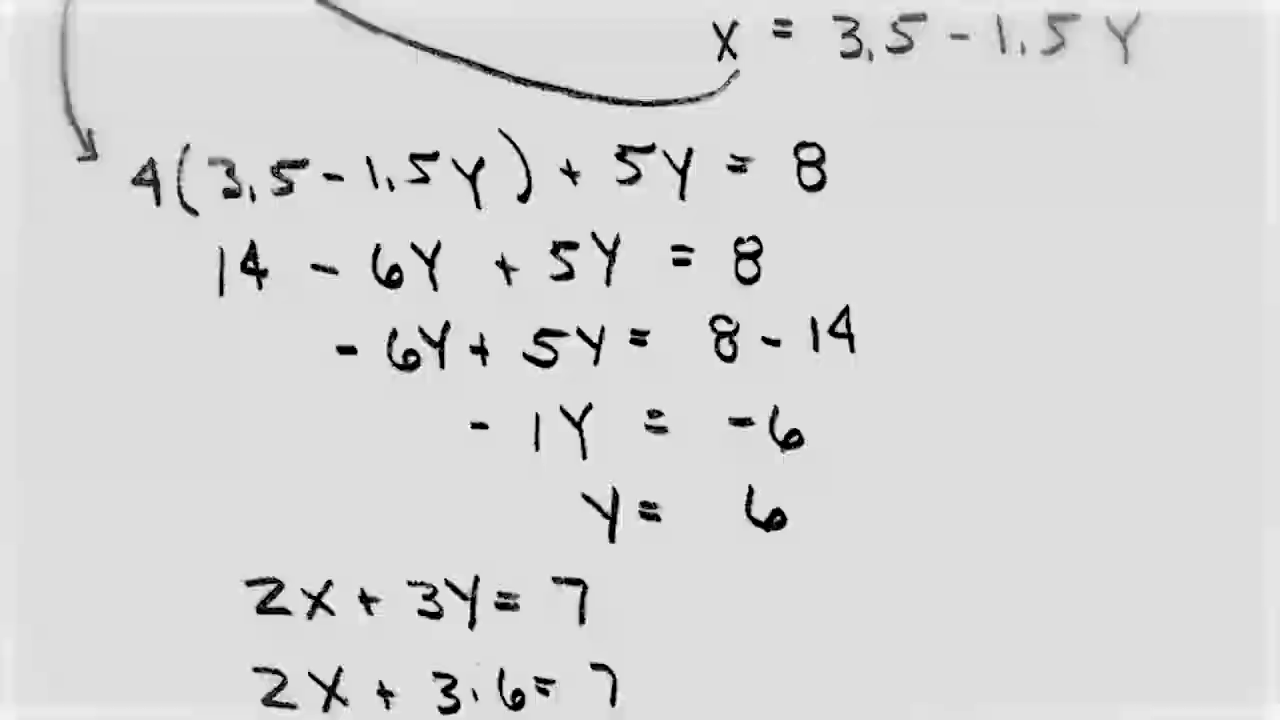 X = 3.5 - 1.5Y
4(3.5 - 1.5Y) + 5Y = 8
14 - 6Y + 5Y = 8
- 6Y + 5Y = 8 - 14
- 1Y = -6
Y = 6
2X + 3Y = 7
2X + 3·6 = 7